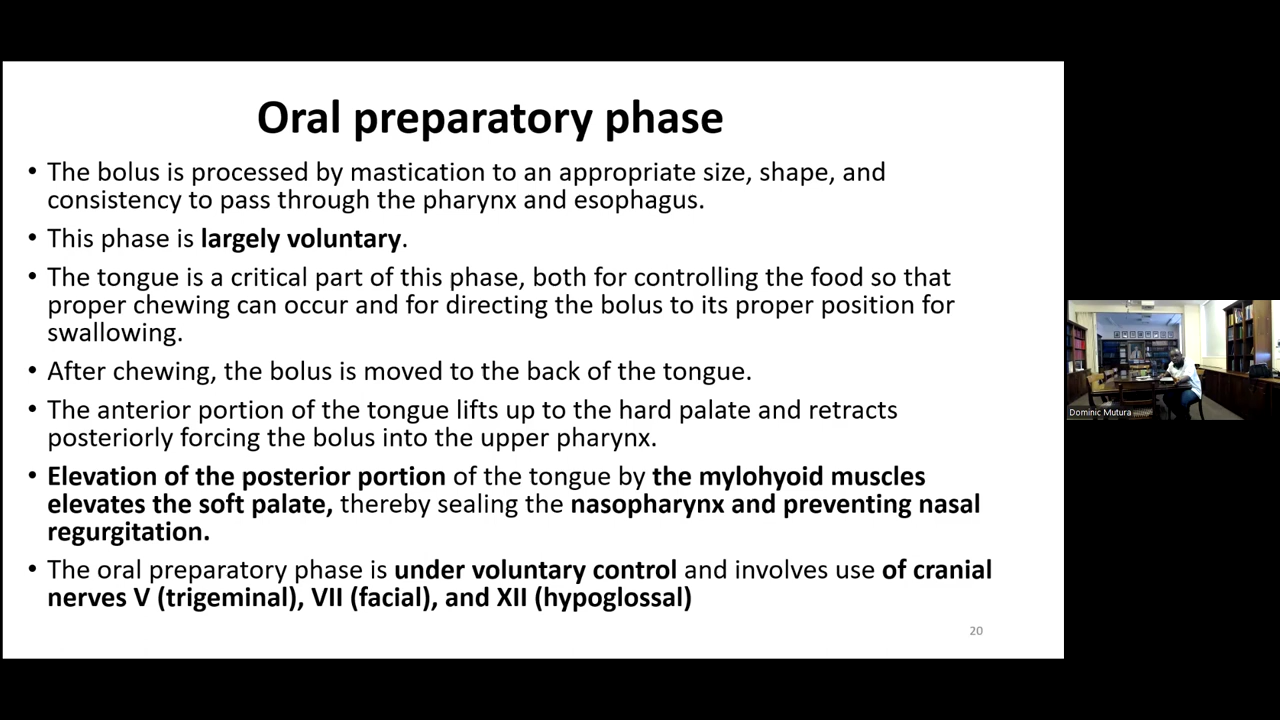 Oral preparatory phase
• The bolus is processed by mastication to an appropriate size, shape, and
consistency to pass through the pharynx and esophagus.
• This phase is largely voluntary.
• The tongue is a critical part of this phase, both for controlling the food so that
proper chewing can occur and for directing the bolus to its proper position for
swallowing.
• After chewing, the bolus is moved to the back of the tongue.
• The anterior portion of the tongue lifts up to the hard palate and retracts
posteriorly forcing the bolus into the upper pharynx.
• Elevation of the posterior portion of the tongue by the mylohyoid muscles
elevates the soft palate, thereby sealing the nasopharynx and preventing nasal
regurgitation.
• The oral preparatory phase is under voluntary control and involves use of cranial
nerves V (trigeminal), VII (facial), and XII (hypoglossal)
20
Dominic Mutura